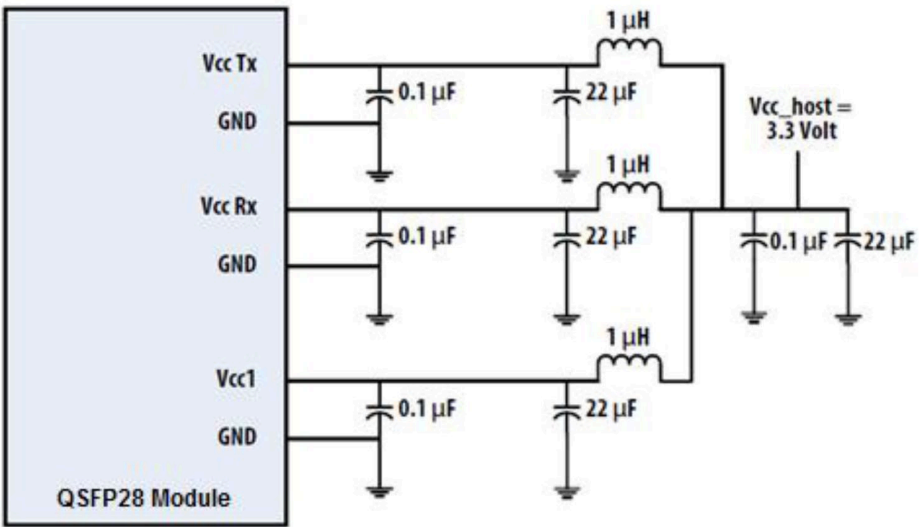 1 μH
Vcc Tx
0.1 μF
22 μF
GND
Vcc_host =
3.3 Volt
1 μH
Vcc Rx
0.1 μF
22 μF
0.1 μF
22 μF
GND
1 μH
Vcc1
0.1 μF
22 μF
GND
QSFP28 Module